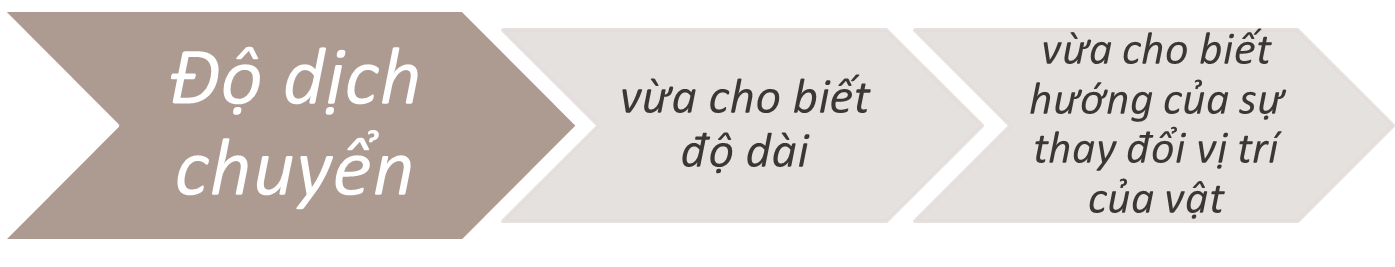 Độ dịch
chuyển
vừa cho biết
độ dài
vừa cho biết
hướng của sự
thay đổi vị trí
của vật